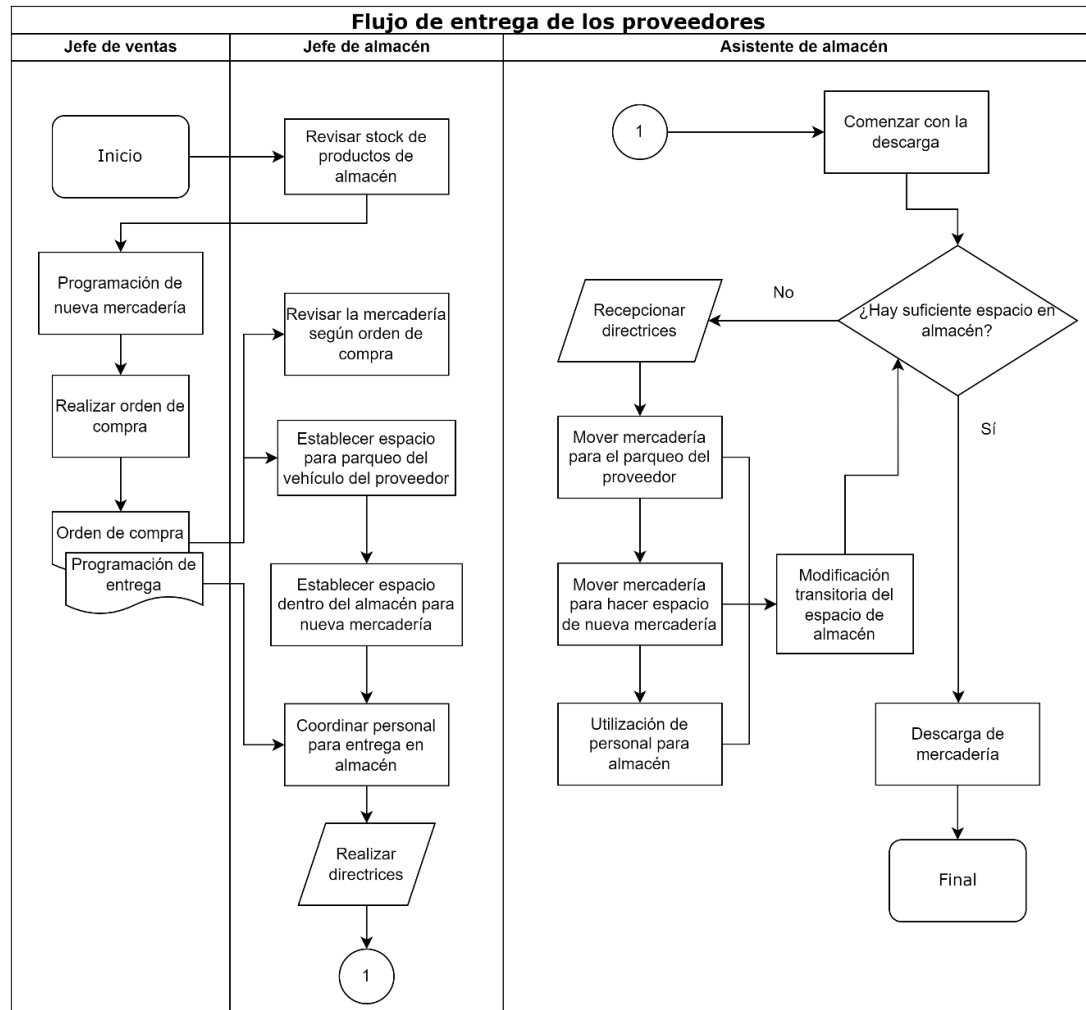 Flujo de entrega de los proveedores
Jefe de ventas
Jefe de almacén
Asistente de almacén
Inicio
Revisar stock de
productos de
almacén
Programación de
nueva mercadería
Realizar orden de
compra
Orden de compra
Programación de
entrega
Revisar la mercadería
según orden de
compra
Establecer espacio
para parqueo del
vehículo del proveedor
Establecer espacio
dentro del almacén para
nueva mercadería
Coordinar personal
para entrega en
almacén
Realizar
directrices
1
1
Comenzar con la
descarga
¿Hay suficiente espacio en
almacén?
No
Sí
Recepcionar
directrices
Mover mercadería
para el parqueo del
proveedor
Mover mercadería
para hacer espacio
de nueva mercadería
Utilización de
personal para
almacén
Modificación
transitoria del
espacio de
almacén
Descarga de
mercadería
Final